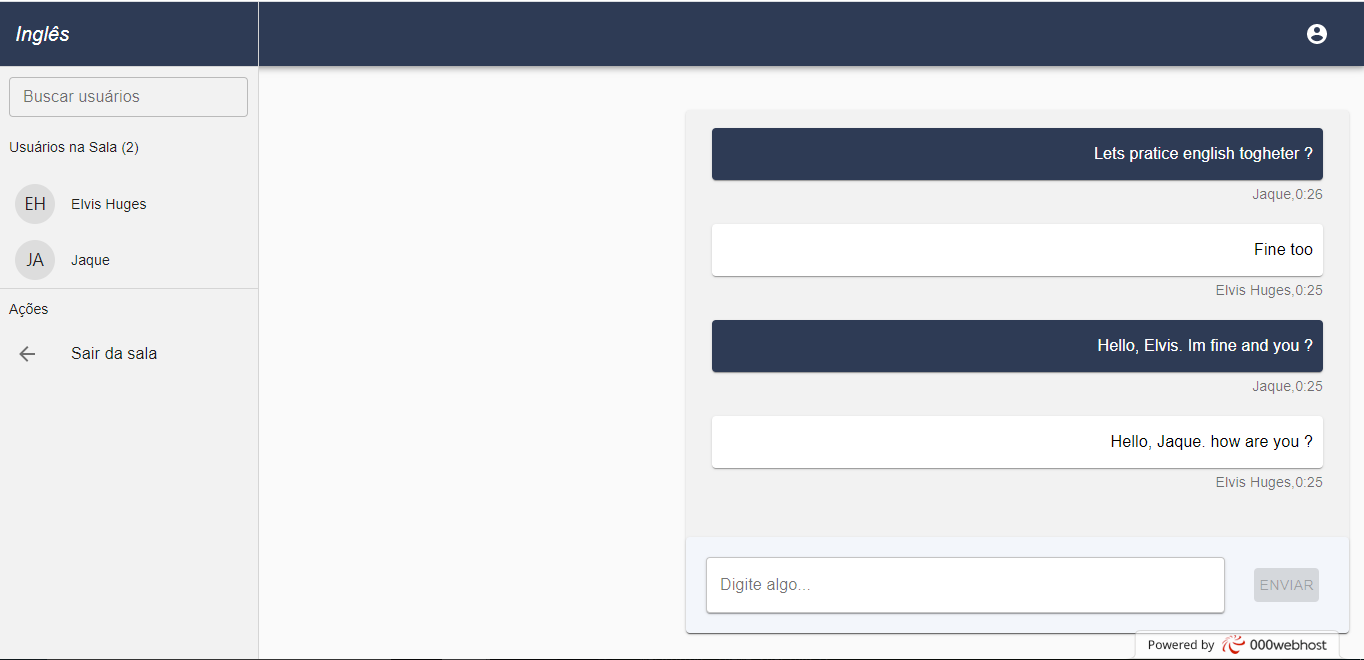 Inglês
Buscar usuários
Usuários na Sala (2)
EH Elvis Huges
JA Jaque
Ações
Sair da sala
Lets pratice english togheter ?
Jaque,0:26
Fine too
Elvis Huges,0:25
Hello, Elvis. Im fine and you ?
Jaque,0:25
Hello, Jaque. how are you ?
Elvis Huges,0:25
Digite algo...
ENVIAR
Powered by 000webhost